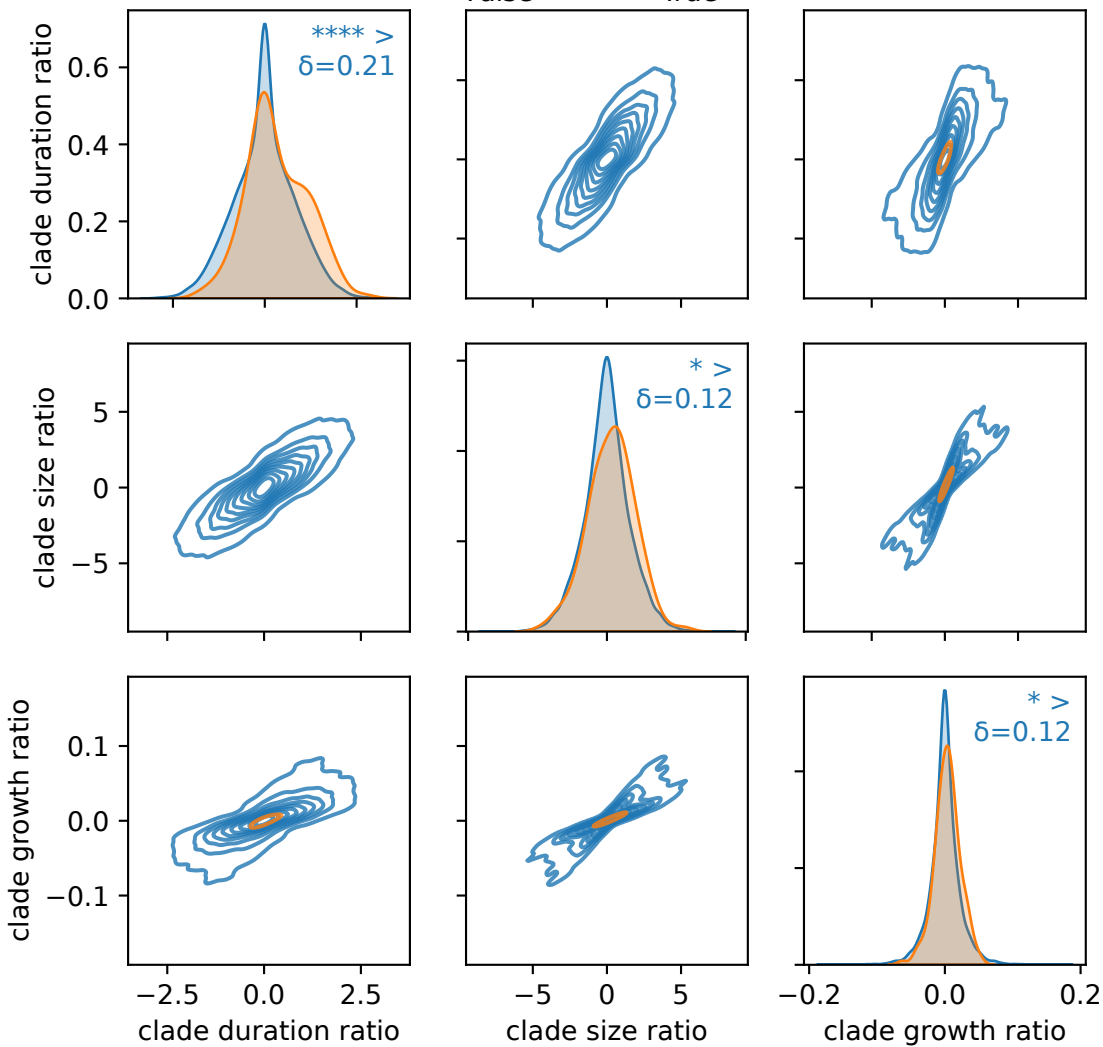 clade duration ratio
0.6
0.4
0.2
0.0
**** >
δ=0.21
clade size ratio
5
0
−5
* >
δ=0.12
clade growth ratio
0.1
0.0
−0.1
* >
δ=0.12
−2.5 0.0 2.5
−5 0 5
−0.2 0.0 0.2
clade duration ratio
clade size ratio
clade growth ratio